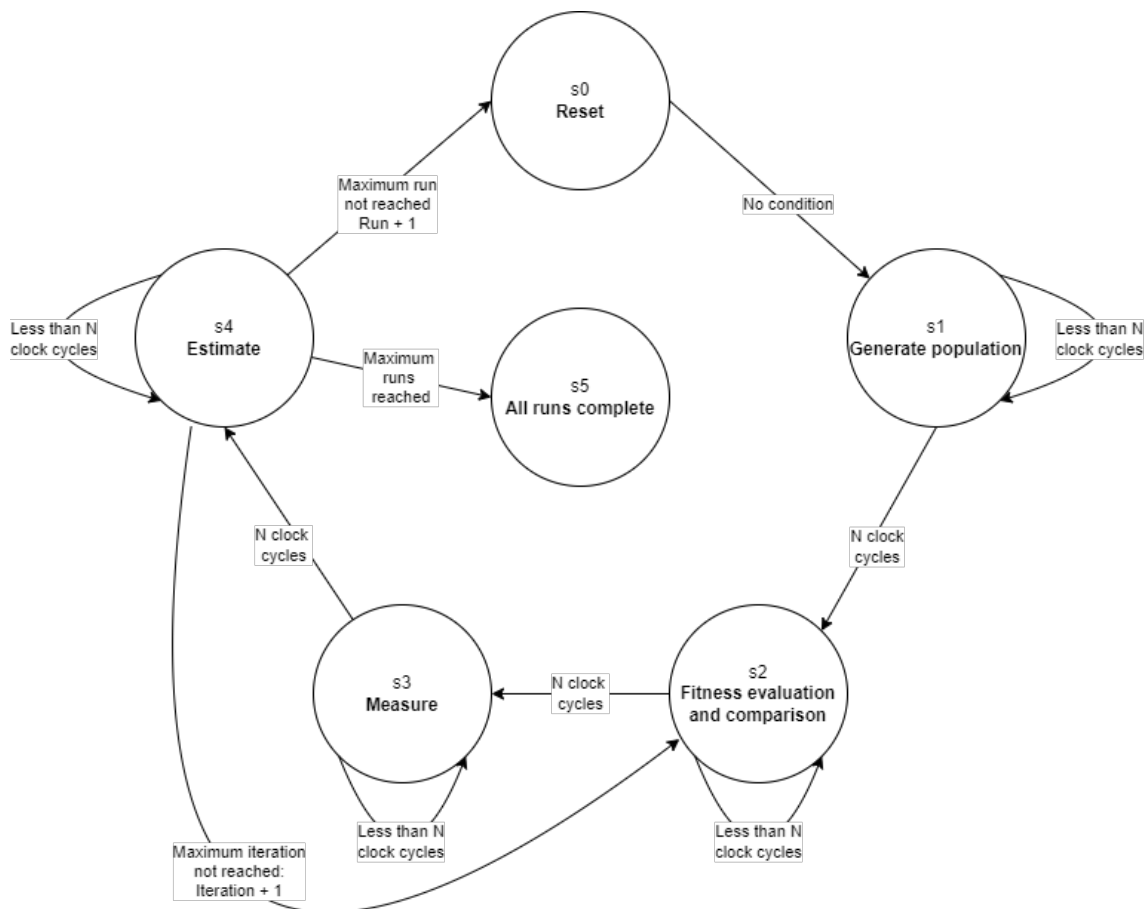 s0
Reset
Maximum run
not reached
Run + 1
No condition
s4
Estimate
Less than N
clock cycles
Maximum
runs
reached
s5
All runs complete
s1
Generate population
Less than N
clock cycles
N clock
cycles
N clock
cycles
s3
Measure
N clock
cycles
s2
Fitness evaluation
and comparison
Less than N
clock cycles
Less than N
clock cycles
Maximum iteration
not reached:
Iteration + 1